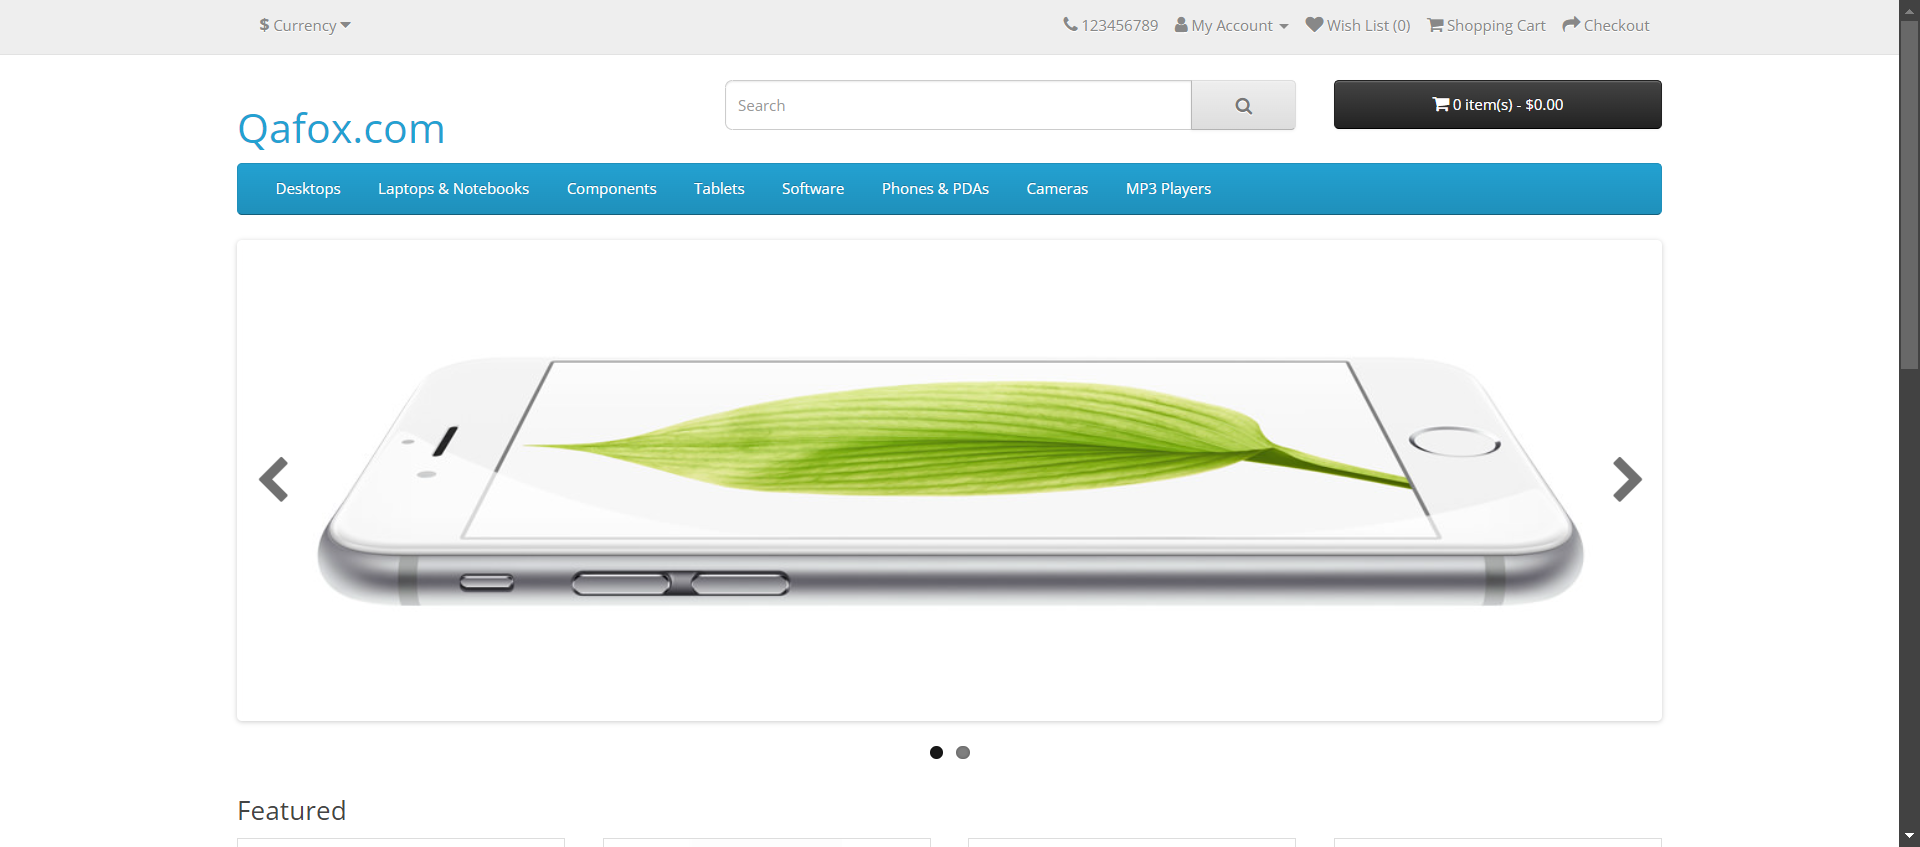 $ Currency
123456789 My Account Wish List (0) Shopping Cart Checkout
Search
0 item(s) - $0.00
Qafox.com
Desktops Laptops & Notebooks Components Tablets Software Phones & PDAs Cameras MP3 Players
Featured